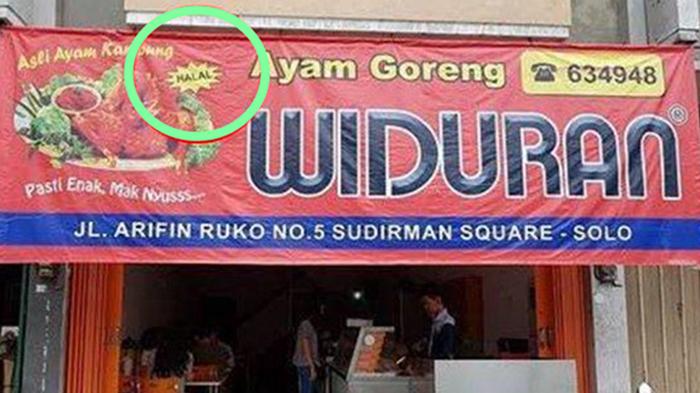 Asli Ayam Kampung
HALAL
Ayam Goreng
☎ 634948
WIDURAN®
Pasti Enak, Mak Nyusss...
JL. ARIFIN RUKO NO.5 SUDIRMAN SQUARE - SOLO